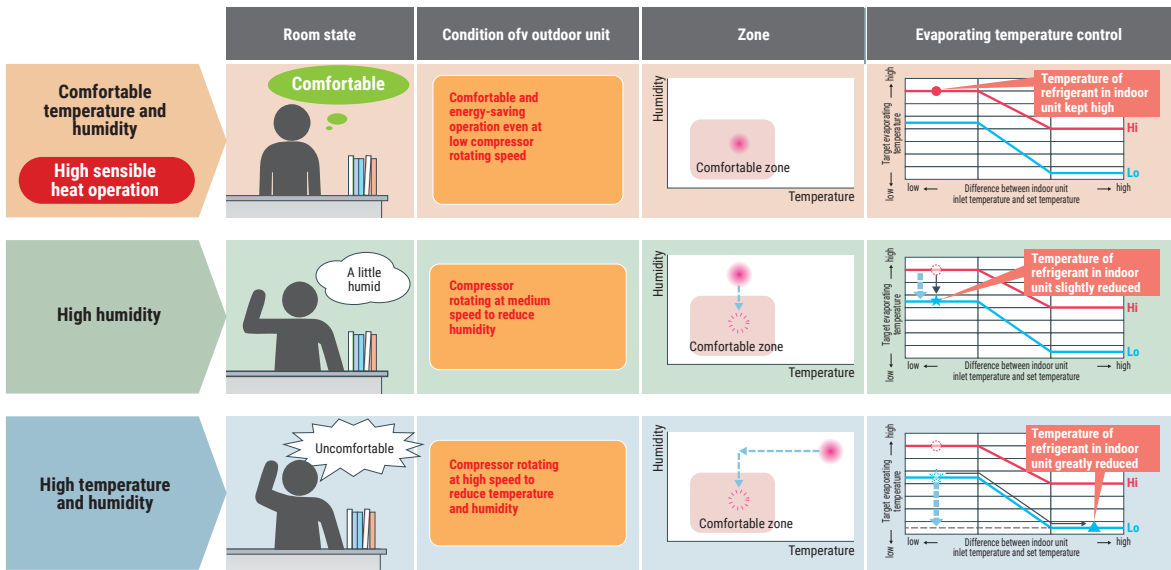 Room state
Condition ofv outdoor unit
Zone
Evaporating temperature control
Comfortable
temperature and
humidity
High sensible
heat operation
Comfortable
Comfortable and
energy-saving
operation even at
low compressor
rotating speed
Humidity
Comfortable zone
Temperature
high
Target evaporating
temperature
low
Temperature of
refrigerant in indoor
unit kept high
Hi
Lo
low
Difference between indoor unit
inlet temperature and set temperature
high
High humidity
A little
humid
Compressor
rotating at medium
speed to reduce
humidity
Humidity
Comfortable zone
Temperature
high
Target evaporating
temperature
low
Temperature of
refrigerant in indoor
unit slightly reduced
Hi
Lo
low
Difference between indoor unit
inlet temperature and set temperature
high
High temperature
and humidity
Uncomfortable
Compressor rotating
at high speed to
reduce temperature
and humidity
Humidity
Comfortable zone
Temperature
high
Target evaporating
temperature
low
Temperature of
refrigerant in indoor
unit greatly reduced
Hi
Lo
low
Difference between indoor unit
inlet temperature and set temperature
high